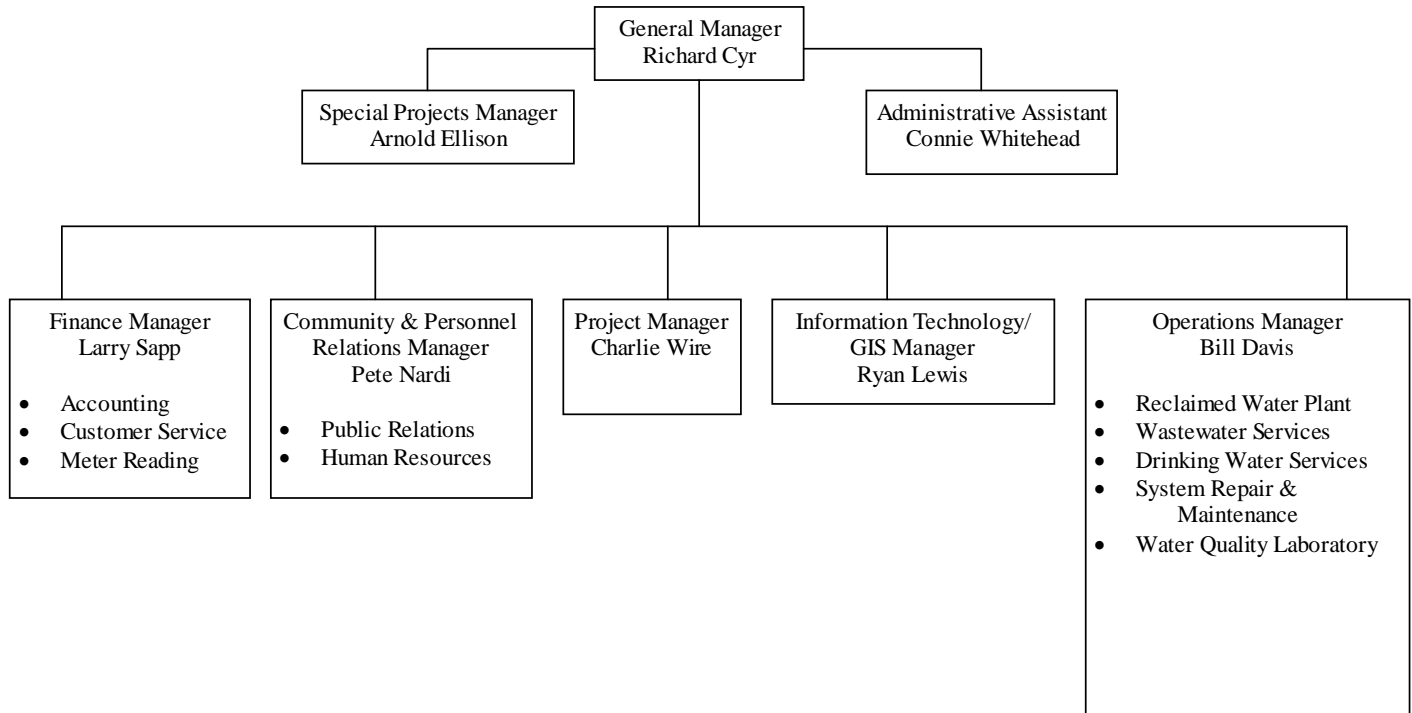 General Manager
Richard Cyr
Special Projects Manager
Arnold Ellison
Administrative Assistant
Connie Whitehead
Finance Manager
Larry Sapp
• Accounting
• Customer Service
• Meter Reading
Community & Personnel
Relations Manager
Pete Nardi
• Public Relations
• Human Resources
Project Manager
Charlie Wire
Information Technology/
GIS Manager
Ryan Lewis
Operations Manager
Bill Davis
• Reclaimed Water Plant
• Wastewater Services
• Drinking Water Services
• System Repair &
Maintenance
• Water Quality Laboratory